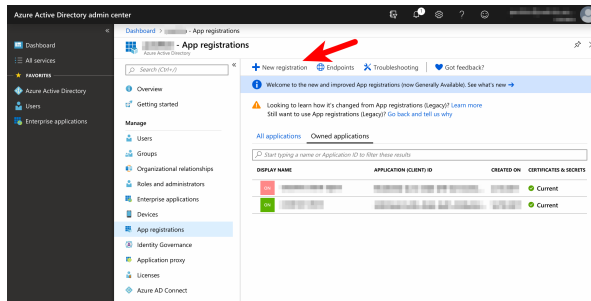 Azure Active Directory admin center
Dashboard > - App registrations
- App registrations
Azure Active Directory
Dashboard
All services
FAVORITES
Azure Active Directory
Users
Enterprise applications
Search (Ctrl+/)
Overview
Getting started
Manage
Users
Groups
Organizational relationships
Roles and administrators
Enterprise applications
Devices
App registrations
Identity Governance
Application proxy
Licenses
Azure AD Connect
New registration Endpoints Troubleshooting Got feedback?
Welcome to the new and improved App registrations (now Generally Available). See what's new →
Looking to learn how it's changed from App registrations (Legacy)? Learn more
Still want to use App registrations (Legacy)? Go back and tell us why
All applications Owned applications
Start typing a name or Application ID to filter these results
DISPLAY NAME APPLICATION (CLIENT) ID CREATED ON CERTIFICATES & SECRETS
ON Current
ON Current